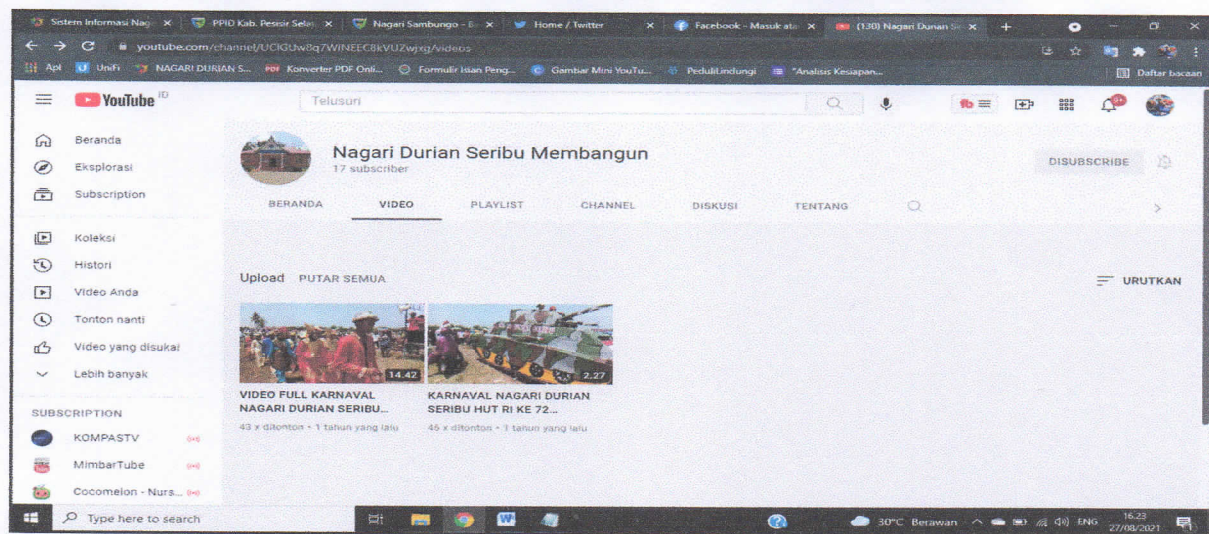 Sistem Informasi Nag
PPID Kab. Pesisir Sela
Nagari Sambungo - B
Home / Twitter
Facebook - Masuk ata
(130) Nagari Durian Se
youtube.com/channel/UCIGUw8q7WINEEC8kVUZwjxg/videos
Apl
UniFi
NAGARI DURIAN S...
Konverter PDF Onli...
Formulir Isian Peng...
Gambar Mini YouTu...
PeduliLindungi
"Analisis Kesiapan...
Daftar bacaan
YouTube ID
Telusuri
fb
9+
Beranda
Eksplorasi
Subscription
Koleksi
Histori
Video Anda
Tonton nanti
Video yang disukai
Lebih banyak
SUBSCRIPTION
KOMPASTV
MimbarTube
Cocomelon - Nurs...
Nagari Durian Seribu Membangun
17 subscriber
DISUBSCRIBE
BERANDA VIDEO PLAYLIST CHANNEL DISKUSI TENTANG
Upload PUTAR SEMUA
URUTKAN
14.42
VIDEO FULL KARNAVAL
NAGARI DURIAN SERIBU...
43 x ditonton • 1 tahun yang lalu
2.27
KARNAVAL NAGARI DURIAN
SERIBU HUT RI KE 72...
46 x ditonton • 1 tahun yang lalu
Type here to search
30°C Berawan
ENG
16.23
27/08/2021